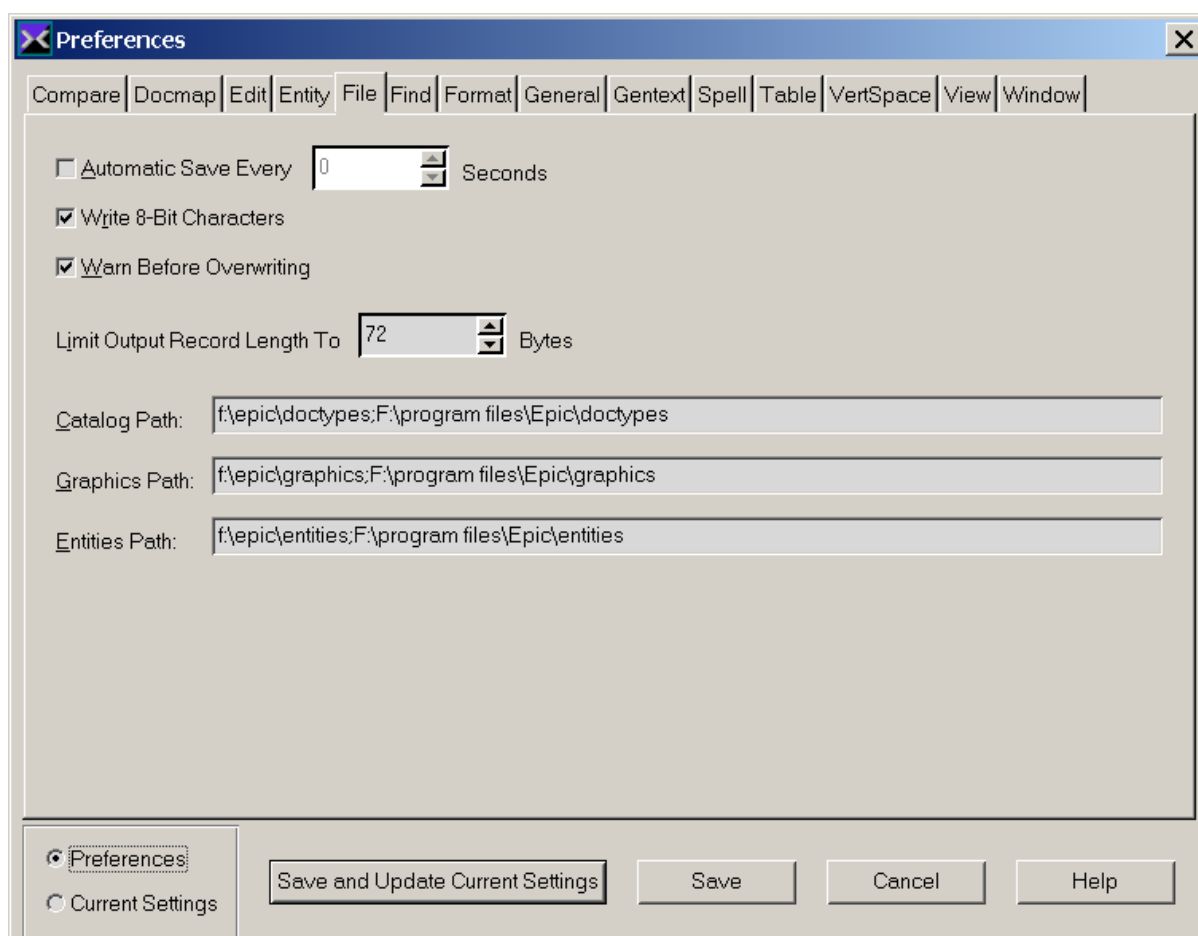 Preferences
Compare Docmap Edit Entity File Find Format General Gentext Spell Table VertSpace View Window
Automatic Save Every 0 Seconds
Write 8-Bit Characters
Warn Before Overwriting
Limit Output Record Length To 72 Bytes
Catalog Path: f:\epic\doctypes;F:\program files\Epic\doctypes
Graphics Path: f:\epic\graphics;F:\program files\Epic\graphics
Entities Path: f:\epic\entities;F:\program files\Epic\entities
Preferences
Current Settings
Save and Update Current Settings Save Cancel Help